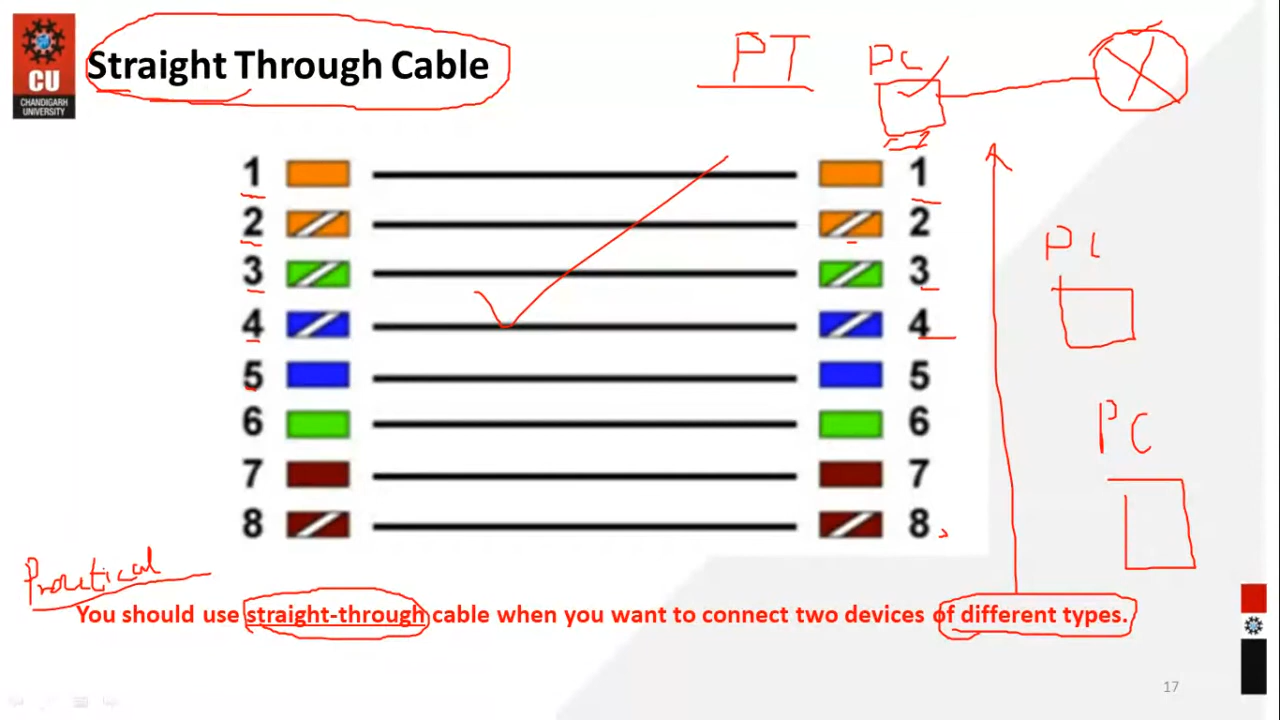 CU
CHANDIGARH
UNIVERSITY
Straight Through Cable
PT
PC
1 1
2 2
3 3
4 4
5 5
6 6
7 7
8 8
PC
PC
Practical
You should use straight-through cable when you want to connect two devices of different types.
17